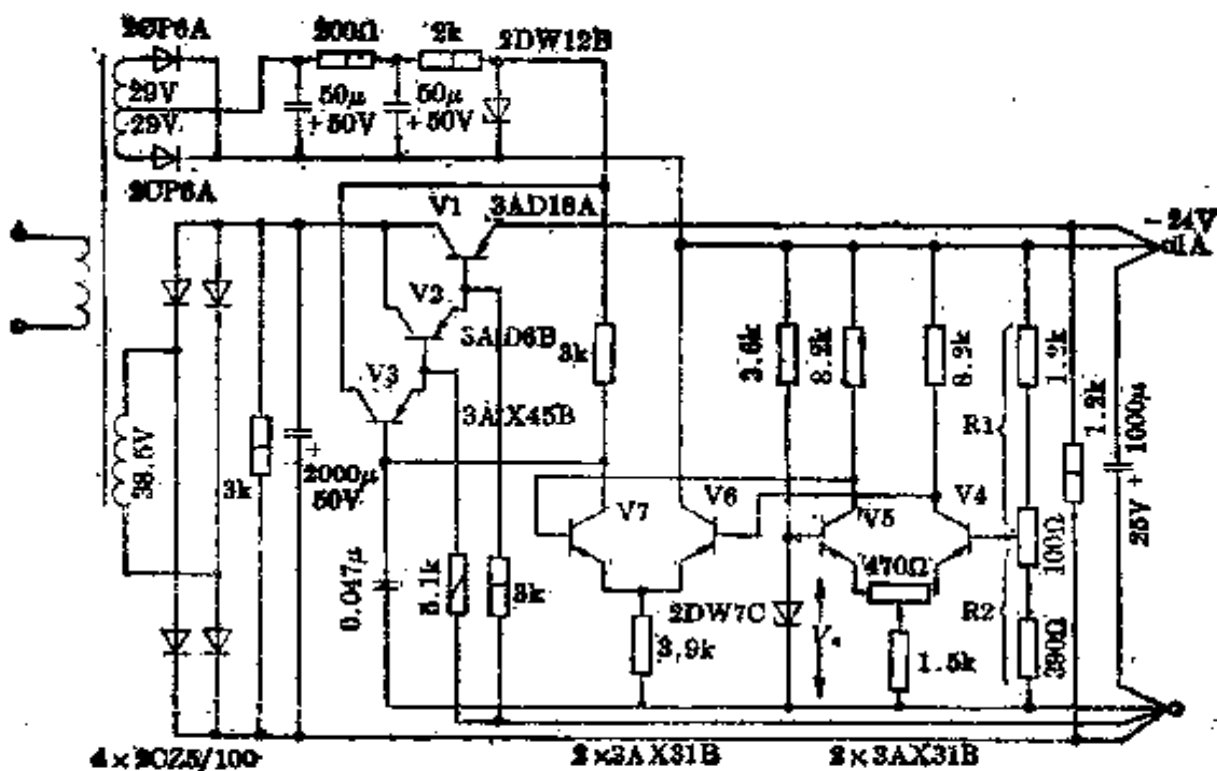 2CP6A
200Ω
2k
2DW12B
29V
29V
50μ
+50V
50μ
+50V
2CP6A
V1
3AD18A
-24V
1A
V2
3AD6B
3k
3.6k
8.2k
8.2k
1.2k
V3
3AX45B
R1
1.2k
38.5V
3k
2000μ
50V
25V + 1000μ
V7
V6
V5
V4
0.047μ
5.1k
3k
470Ω
100Ω
2DW7C
R2
3.9k
1.5k
390Ω
4×2CZ5/100
2×3AX31B
2×3AX31B